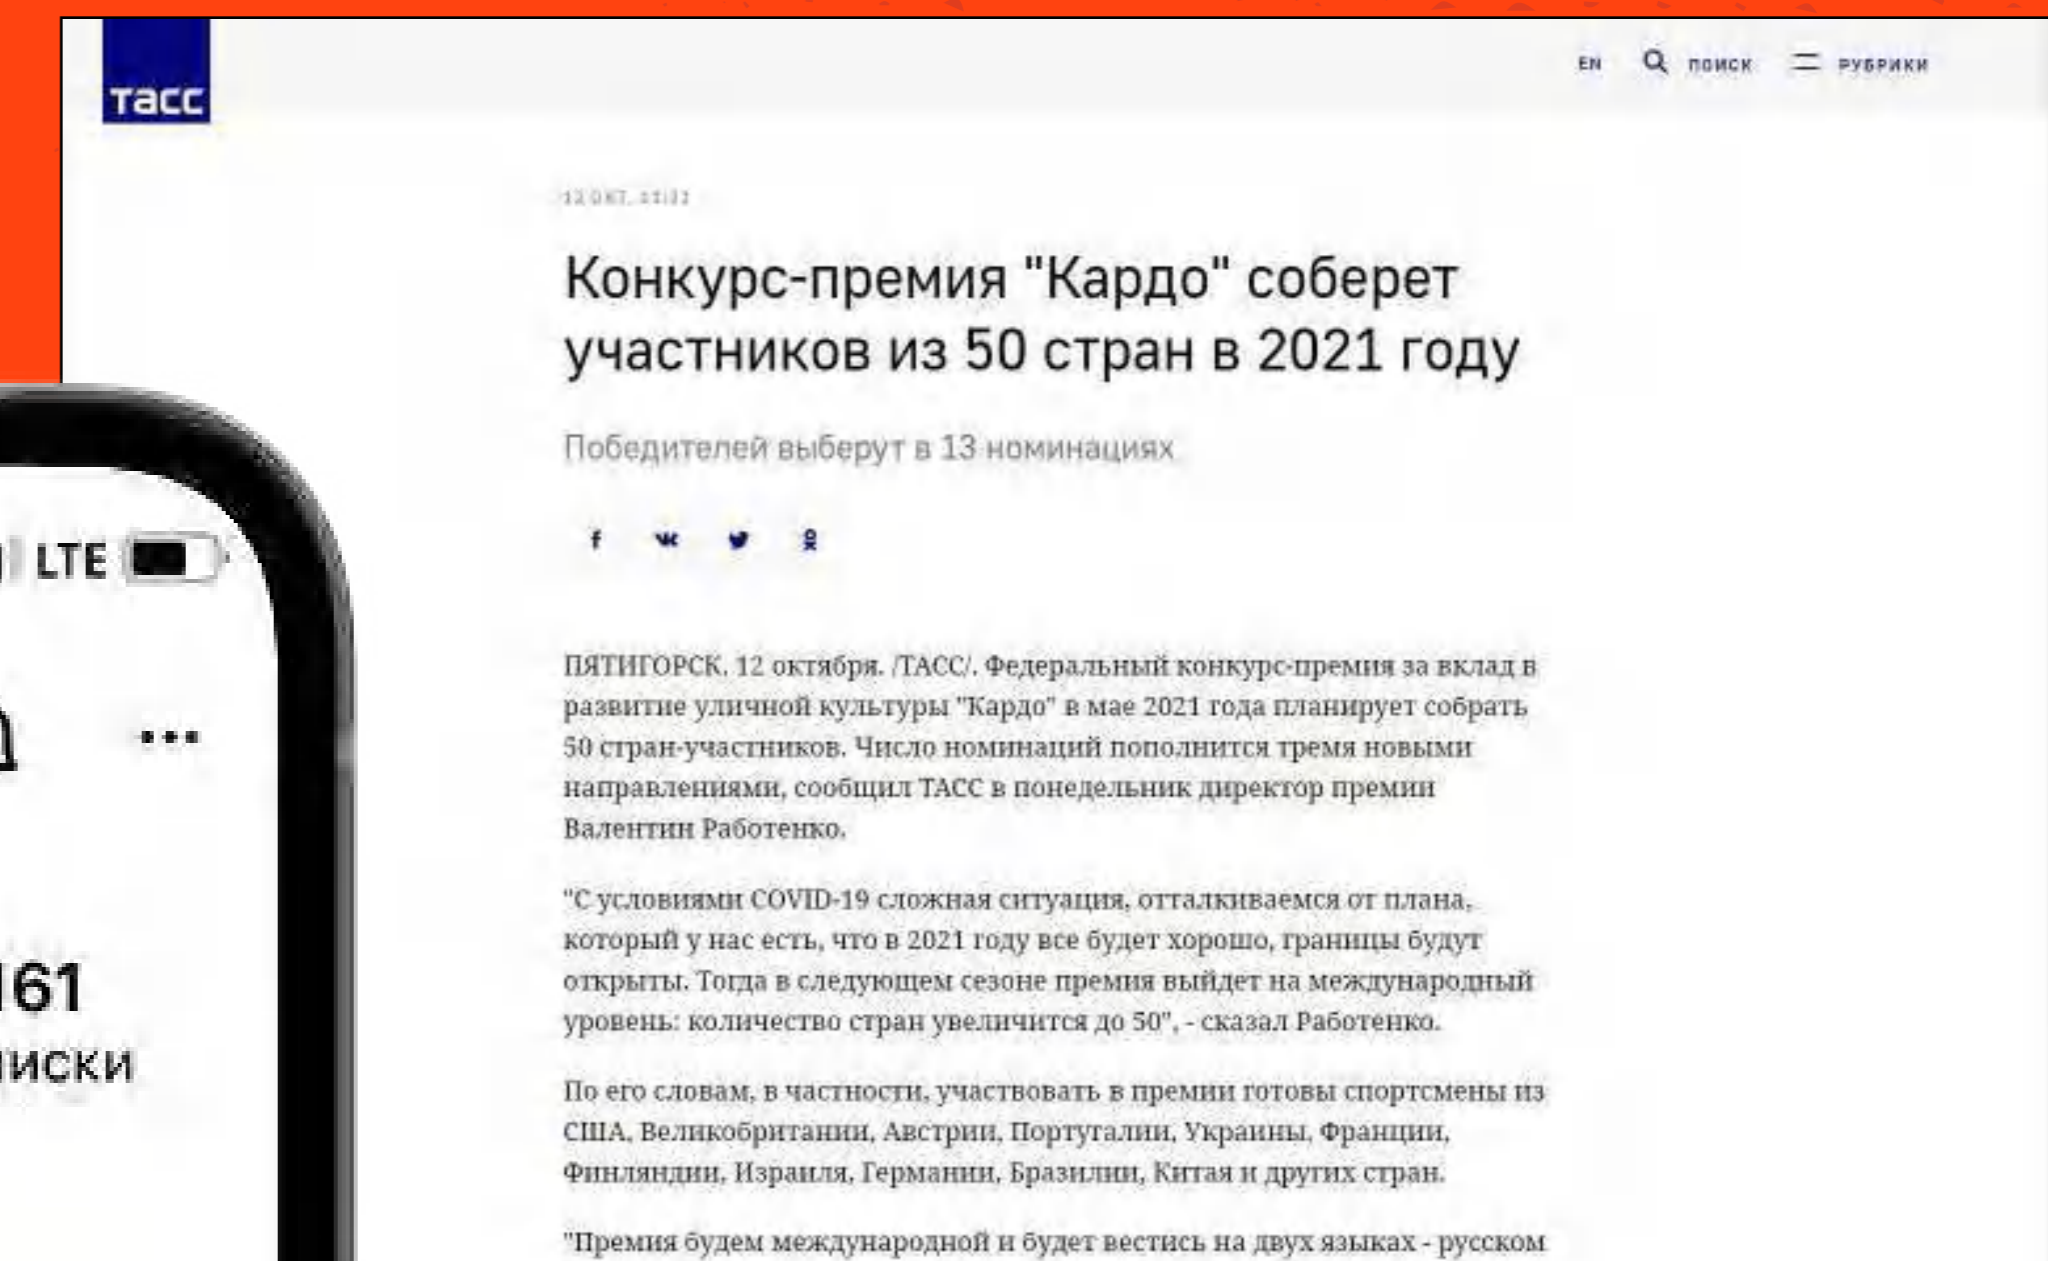 тасс
EN ПОИСК РУБРИКИ
12 ОКТ,
Конкурс-премия "Кардо" соберет
участников из 50 стран в 2021 году
Победителей выберут в 13 номинациях
LTE
161
ПЯТИГОРСК, 12 октября. /ТАСС/. Федеральный конкурс-премия за вклад в
развитие уличной культуры "Кардо" в мае 2021 года планирует собрать
50 стран-участников. Число номинаций пополнится тремя новыми
направлениями, сообщил ТАСС в понедельник директор премии
Валентин Работенко.
"С условиями COVID-19 сложная ситуация, отталкиваемся от плана,
который у нас есть, что в 2021 году все будет хорошо, границы будут
открыты. Тогда в следующем сезоне премия выйдет на международный
уровень: количество стран увеличится до 50", - сказал Работенко.
По его словам, в частности, участвовать в премии готовы спортсмены из
США, Великобритании, Австрии, Португалии, Украины, Франции,
Финляндии, Израиля, Германии, Бразилии, Китая и других стран.
"Премия будем международной и будет вестись на двух языках - русском